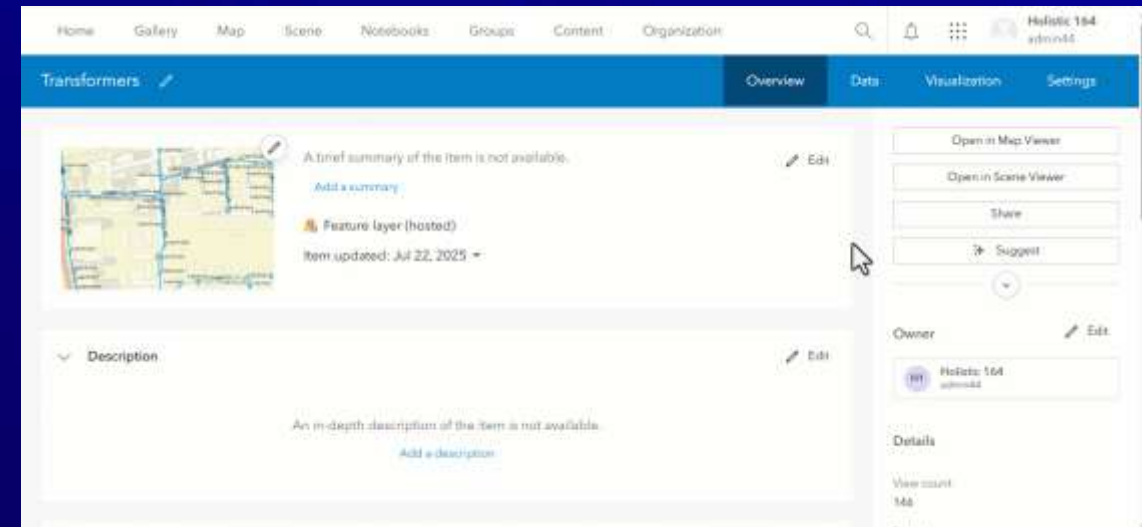 Home Gallery Map Scene Notebooks Groups Content Organization
Holistic 164
admin44
Transformers
Overview Data Visualization Settings
A brief summary of the item is not available.
Add a summary
Edit
Feature layer (hosted)
Item updated: Jul 22, 2025
Description
Edit
An in-depth description of the item is not available.
Add a description
Open in Map Viewer
Open in Scene Viewer
Share
Suggest
Owner
Edit
Holistic 164
admin44
Details
View count